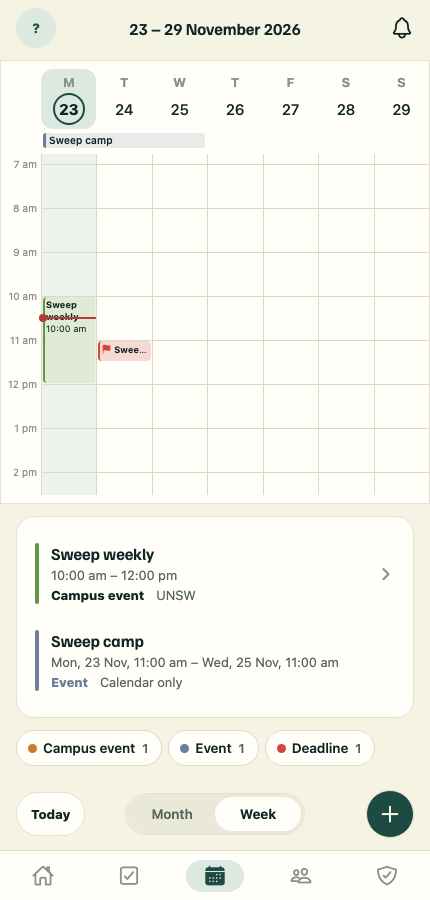 ?
23 – 29 November 2026
M T W T F S S
23 24 25 26 27 28 29
Sweep camp
7 am
8 am
9 am
10 am
Sweep
weekly
10:00 am
11 am
Swee...
12 pm
1 pm
2 pm
Sweep weekly
10:00 am – 12:00 pm
Campus event UNSW
Sweep camp
Mon, 23 Nov, 11:00 am – Wed, 25 Nov, 11:00 am
Event Calendar only
Campus event 1 Event 1 Deadline 1
Today Month Week